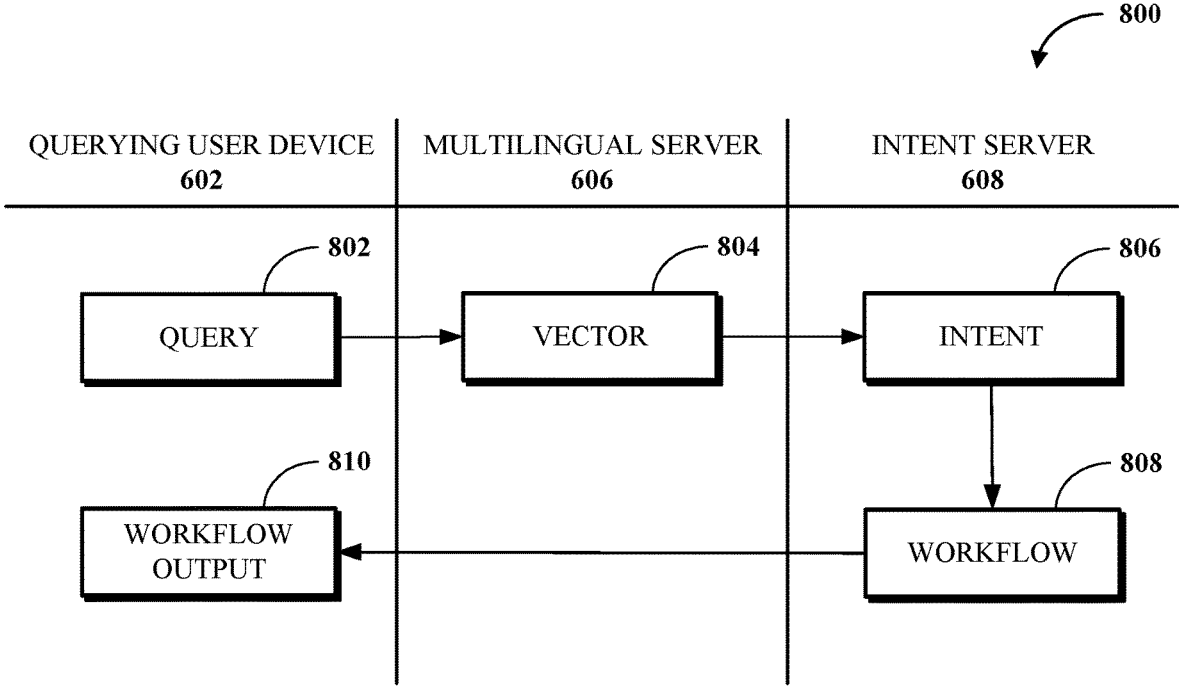 800
QUERYING USER DEVICE
602
MULTILINGUAL SERVER
606
INTENT SERVER
608
802
QUERY
804
VECTOR
806
INTENT
810
WORKFLOW
OUTPUT
808
WORKFLOW